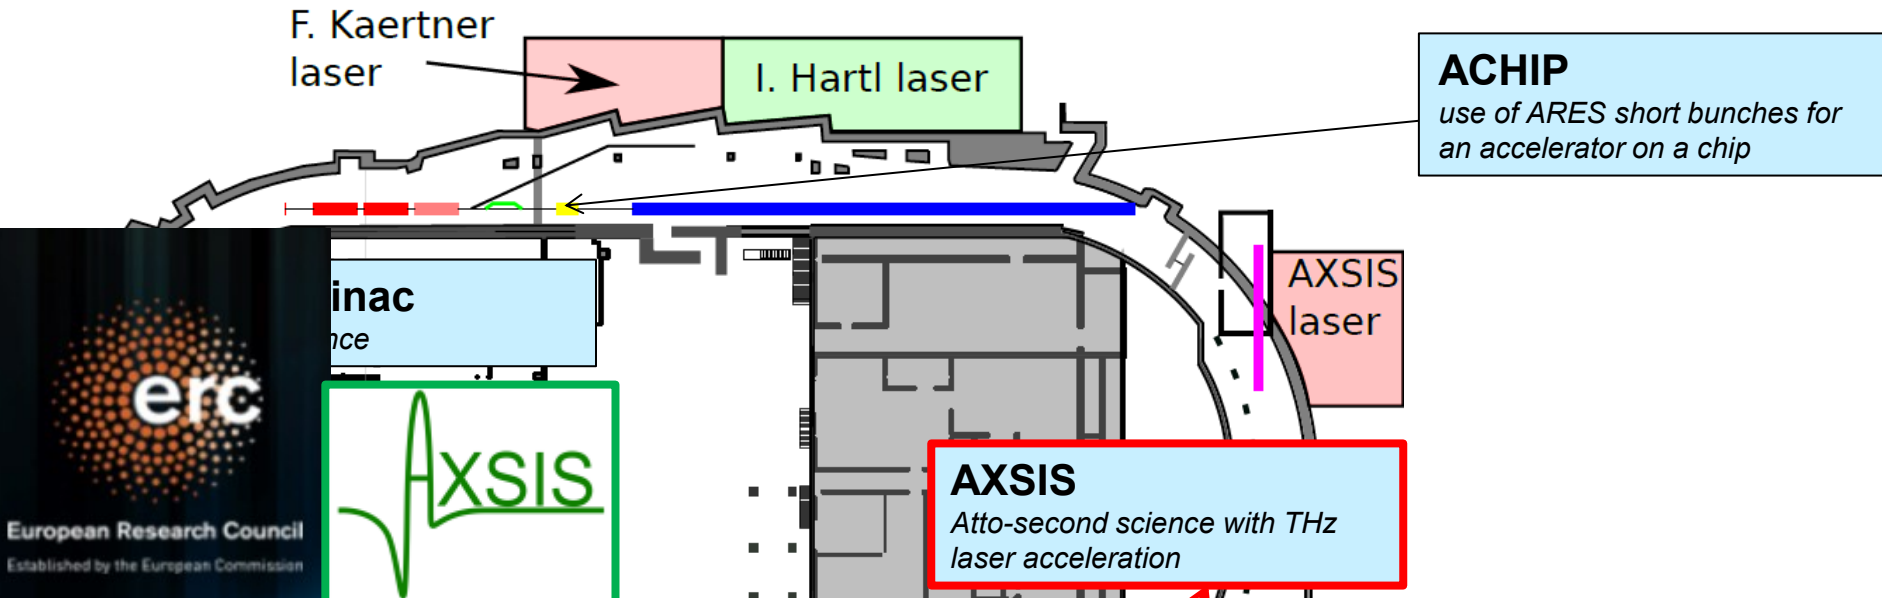 F. Kaertner
laser
I. Hartl laser
ACHIP
use of ARES short bunches for
an accelerator on a chip
AXSIS
laser
inac
nce
erc
European Research Council
Established by the European Commission
AXSIS
AXSIS
Atto-second science with THz
laser acceleration